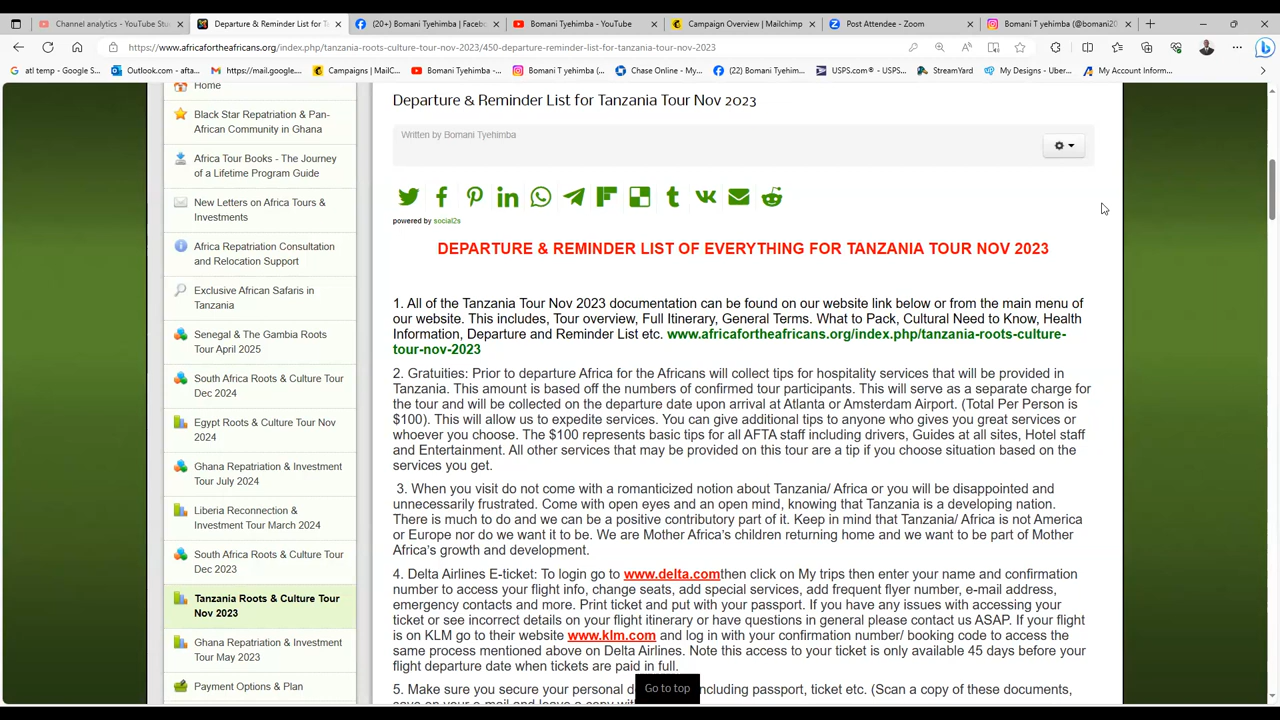 Channel analytics - YouTube Stu
Departure & Reminder List for T
(20+) Bomani Tyehimba | Faceb
Bomani Tyehimba - YouTube
Campaign Overview | Mailchimp
Post Attendee - Zoom
Bomani T yehimba (@bomani20
https://www.africafortheafricans.org/index.php/tanzania-roots-culture-tour-nov-2023/450-departure-reminder-list-for-tanzania-tour-nov-2023
atl temp - Google S...
Outlook.com - afta...
https://mail.google...
Campaigns | MailC...
Bomani Tyehimba -...
Bomani T yehimba (...
Chase Online - My...
(22) Bomani Tyehim...
USPS.com® - USPS...
StreamYard
My Designs - Uber...
My Account Inform...
Home
Black Star Repatriation & Pan-
African Community in Ghana
Africa Tour Books - The Journey
of a Lifetime Program Guide
New Letters on Africa Tours &
Investments
Africa Repatriation Consultation
and Relocation Support
Exclusive African Safaris in
Tanzania
Senegal & The Gambia Roots
Tour April 2025
South Africa Roots & Culture Tour
Dec 2024
Egypt Roots & Culture Tour Nov
2024
Ghana Repatriation & Investment
Tour July 2024
Liberia Reconnection &
Investment Tour March 2024
South Africa Roots & Culture Tour
Dec 2023
Tanzania Roots & Culture Tour
Nov 2023
Ghana Repatriation & Investment
Tour May 2023
Payment Options & Plan
Departure & Reminder List for Tanzania Tour Nov 2023
Written by Bomani Tyehimba
powered by social2s
DEPARTURE & REMINDER LIST OF EVERYTHING FOR TANZANIA TOUR NOV 2023
1. All of the Tanzania Tour Nov 2023 documentation can be found on our website link below or from the main menu of
our website. This includes, Tour overview, Full Itinerary, General Terms. What to Pack, Cultural Need to Know, Health
Information, Departure and Reminder List etc. www.africafortheafricans.org/index.php/tanzania-roots-culture-
tour-nov-2023
2. Gratuities: Prior to departure Africa for the Africans will collect tips for hospitality services that will be provided in
Tanzania. This amount is based off the numbers of confirmed tour participants. This will serve as a separate charge for
the tour and will be collected on the departure date upon arrival at Atlanta or Amsterdam Airport. (Total Per Person is
$100). This will allow us to expedite services. You can give additional tips to anyone who gives you great services or
whoever you choose. The $100 represents basic tips for all AFTA staff including drivers, Guides at all sites, Hotel staff
and Entertainment. All other services that may be provided on this tour are a tip if you choose situation based on the
services you get.
3. When you visit do not come with a romanticized notion about Tanzania/ Africa or you will be disappointed and
unnecessarily frustrated. Come with open eyes and an open mind, knowing that Tanzania is a developing nation.
There is much to do and we can be a positive contributory part of it. Keep in mind that Tanzania/ Africa is not America
or Europe nor do we want it to be. We are Mother Africa's children returning home and we want to be part of Mother
Africa's growth and development.
4. Delta Airlines E-ticket: To login go to www.delta.comthen click on My trips then enter your name and confirmation
number to access your flight info, change seats, add special services, add frequent flyer number, e-mail address,
emergency contacts and more. Print ticket and put with your passport. If you have any issues with accessing your
ticket or see incorrect details on your flight itinerary or have questions in general please contact us ASAP. If your flight
is on KLM go to their website www.klm.com and log in with your confirmation number/ booking code to access the
same process mentioned above on Delta Airlines. Note this access to your ticket is only available 45 days before your
flight departure date when tickets are paid in full.
5. Make sure you secure your personal d including passport, ticket etc. (Scan a copy of these documents,
Go to top